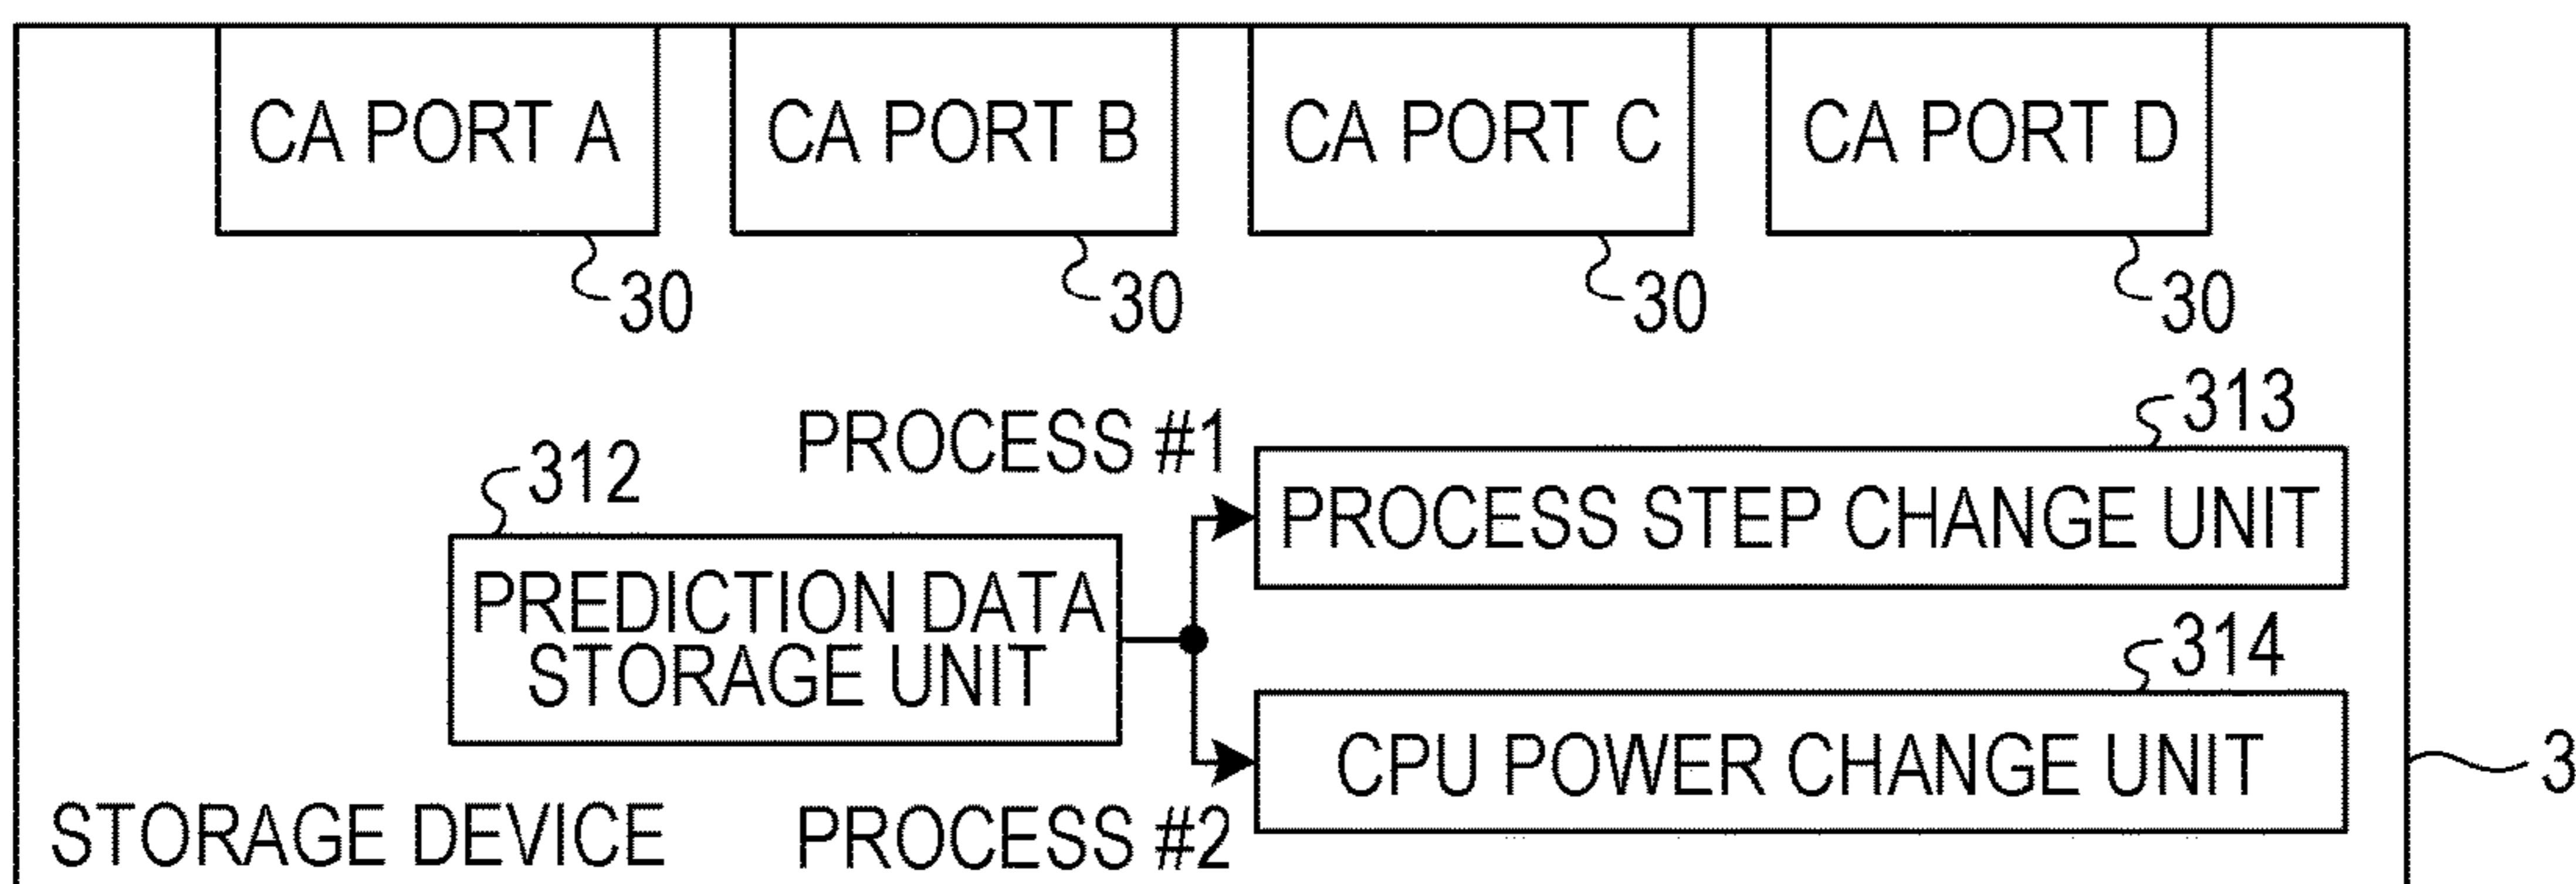 CA PORT A
CA PORT B
CA PORT C
CA PORT D
30
30
30
30
PROCESS #1
313
312
PROCESS STEP CHANGE UNIT
PREDICTION DATA
STORAGE UNIT
314
CPU POWER CHANGE UNIT
3
STORAGE DEVICE
PROCESS #2